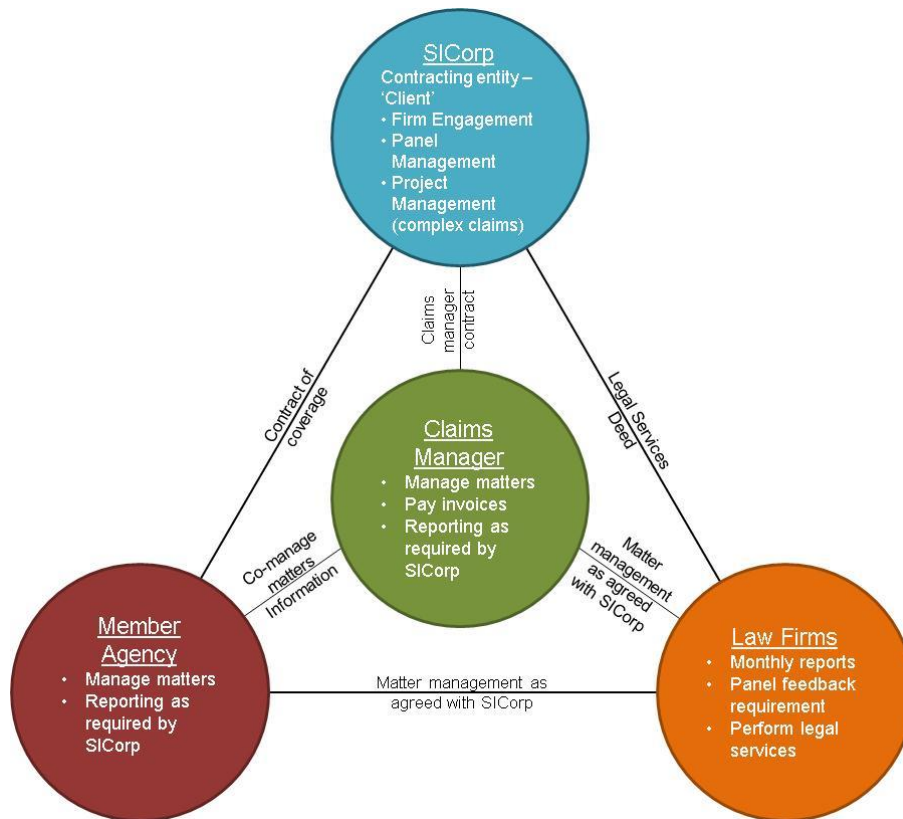 SICorp
Contracting entity –
‘Client’
• Firm Engagement
• Panel
Management
• Project
Management
(complex claims)
Claims
manager
contract
Contract of
coverage
Legal Services
Deed
Claims
Manager
• Manage matters
• Pay invoices
• Reporting as
required by
SICorp
Co-manage
matters
Information
Matter
management
as agreed
with SICorp
Member
Agency
• Manage matters
• Reporting as
required by
SICorp
Matter management as
agreed with SICorp
Law Firms
• Monthly reports
• Panel feedback
requirement
• Perform legal
services